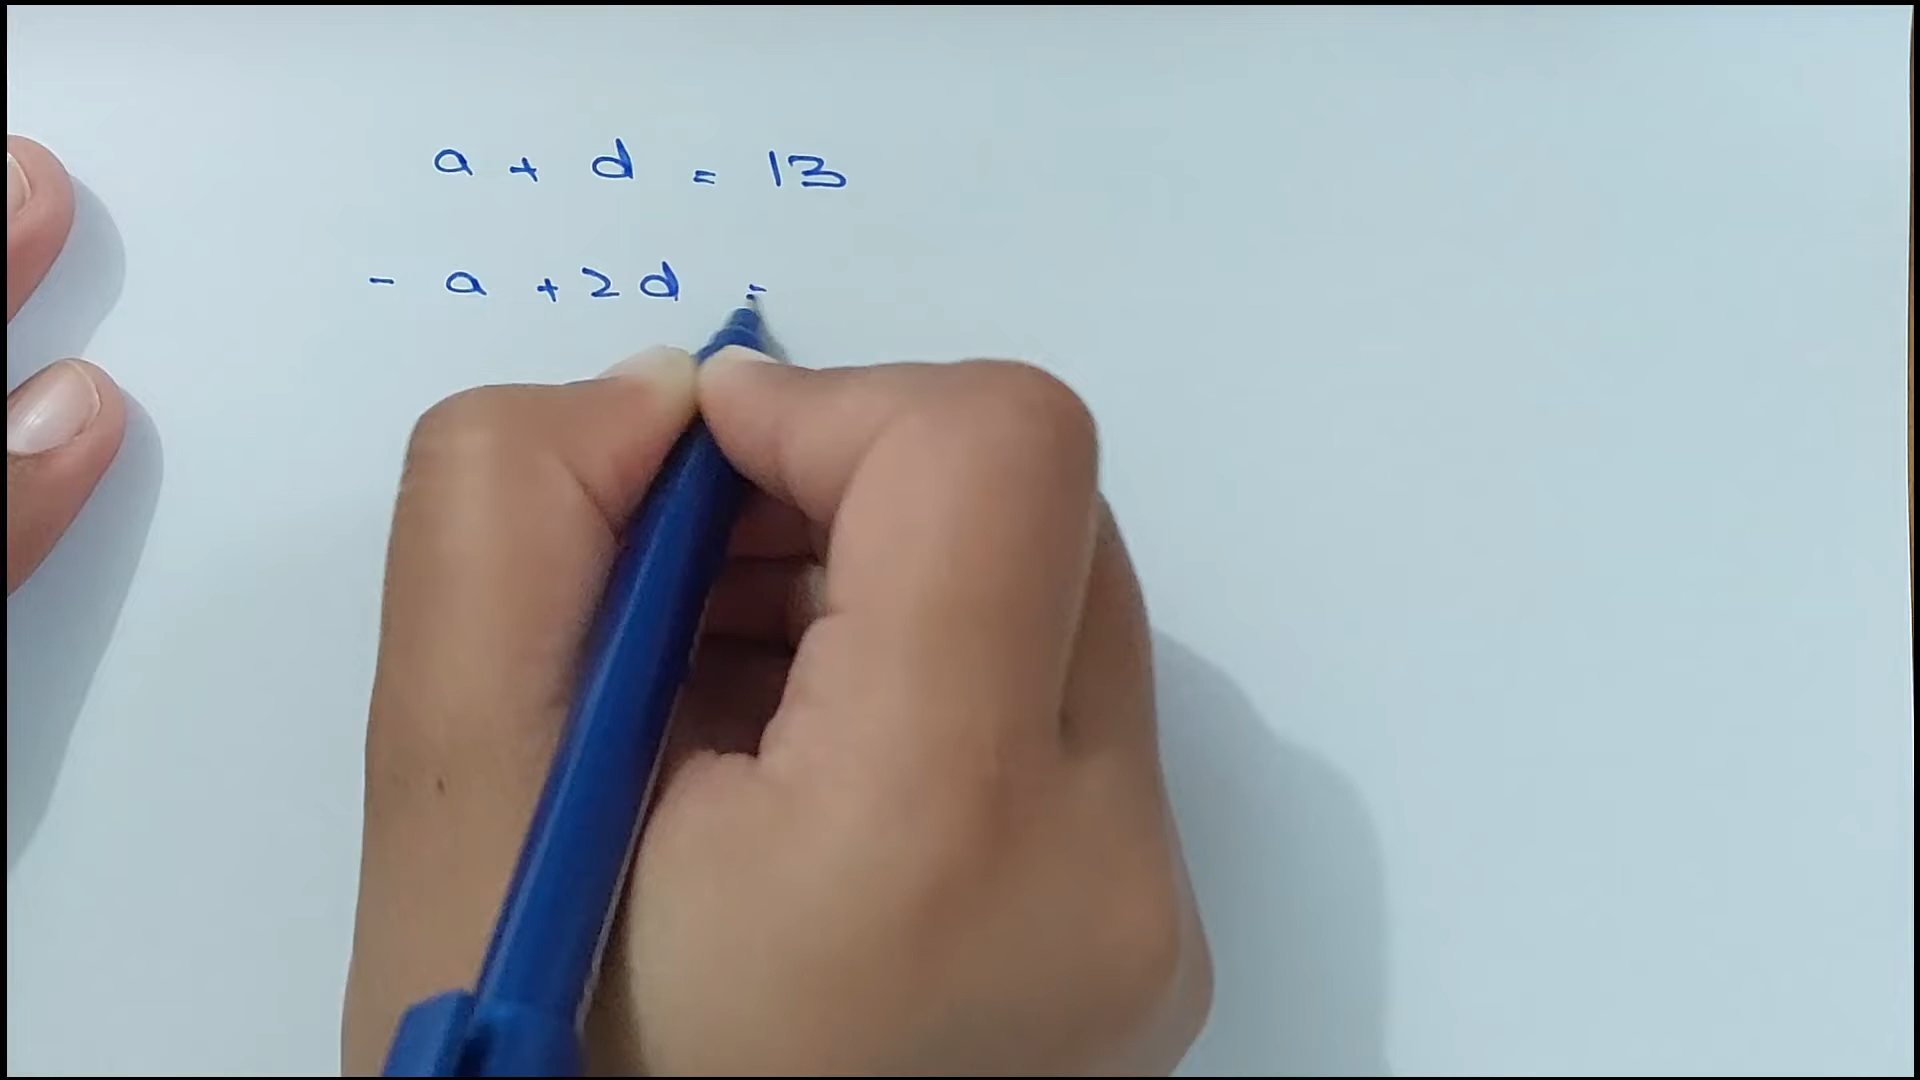 a + d = 13
- a + 2d =